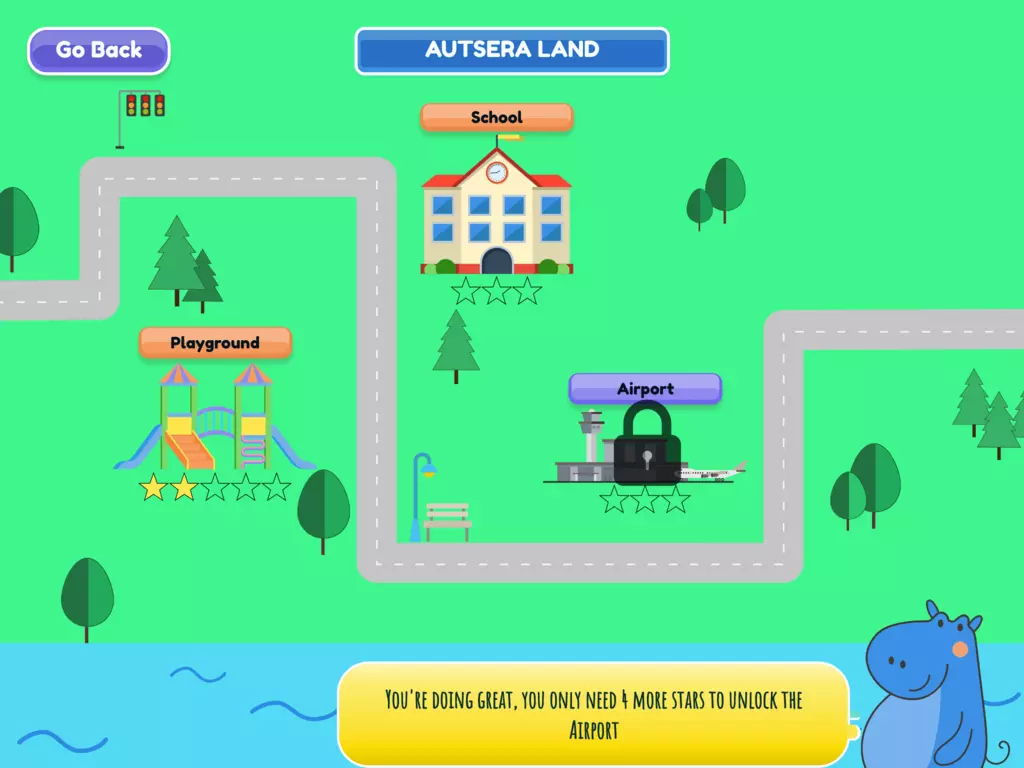 Go Back
AUTSERA LAND
School
Playground
Airport
You're doing great, you only need 4 more stars to unlock the
Airport